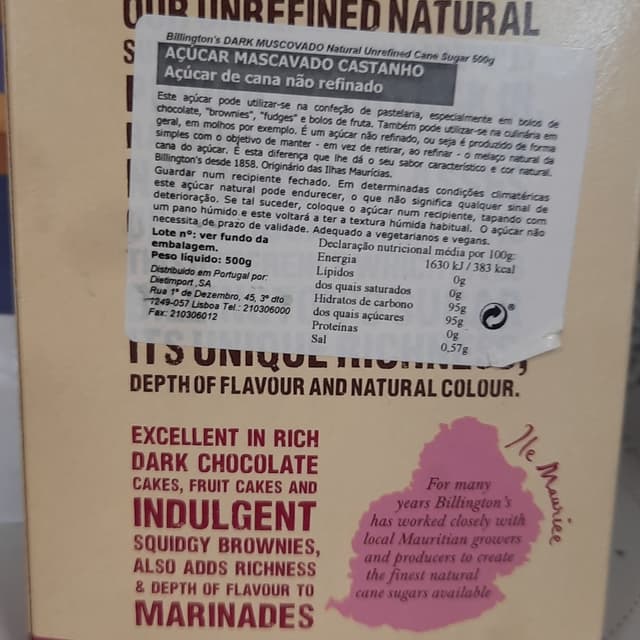 OUR UNREFINED NATURAL
Billington's DARK MUSCOVADO Natural Unrefined Cane Sugar 500g
AÇÚCAR MASCAVADO CASTANHO
Açúcar de cana não refinado
Este açúcar pode utilizar-se na confeção de pastelaria, especialmente em bolos de
chocolate, "brownies", "fudges" e bolos de fruta. Também pode utilizar-se na culinária em
geral, em molhos por exemplo. É um açúcar não refinado, ou seja é produzido de forma
simples com o objetivo de manter - em vez de retirar, ao refinar - o melaço natural da
cana do açúcar. É esta diferença que lhe dá o seu sabor característico e cor natural.
Billington's desde 1858. Originário das Ilhas Maurícias.
Guardar num recipiente fechado. Em determinadas condições climatéricas
este açúcar natural pode endurecer, o que não significa qualquer sinal de
deterioração. Se tal suceder, coloque o açúcar num recipiente, tapando com
um pano húmido e este voltará a ter a textura húmida habitual. O açúcar não
necessita de prazo de validade. Adequado a vegetarianos e vegans.
Lote nº: ver fundo da
embalagem.
Peso líquido: 500g
Distribuido em Portugal por:
Dietimport ,SA
Rua 1º de Dezembro, 45, 3º dto
1249-057 Lisboa Tel.: 210306000
Fax: 210306012
Declaração nutricional média por 100g:
Energia 1630 kJ / 383 kcal
Lípidos 0g
dos quais saturados 0g
Hidratos de carbono 95g
dos quais açúcares 95g
Proteínas 0g
Sal 0,57g
ITS UNIQUE RICHNESS,
DEPTH OF FLAVOUR AND NATURAL COLOUR.
EXCELLENT IN RICH
DARK CHOCOLATE
CAKES, FRUIT CAKES AND
INDULGENT
SQUIDGY BROWNIES,
ALSO ADDS RICHNESS
& DEPTH OF FLAVOUR TO
MARINADES
Ile Maurice
For many
years Billington's
has worked closely with
local Mauritian growers
and producers to create
the finest natural
cane sugars available